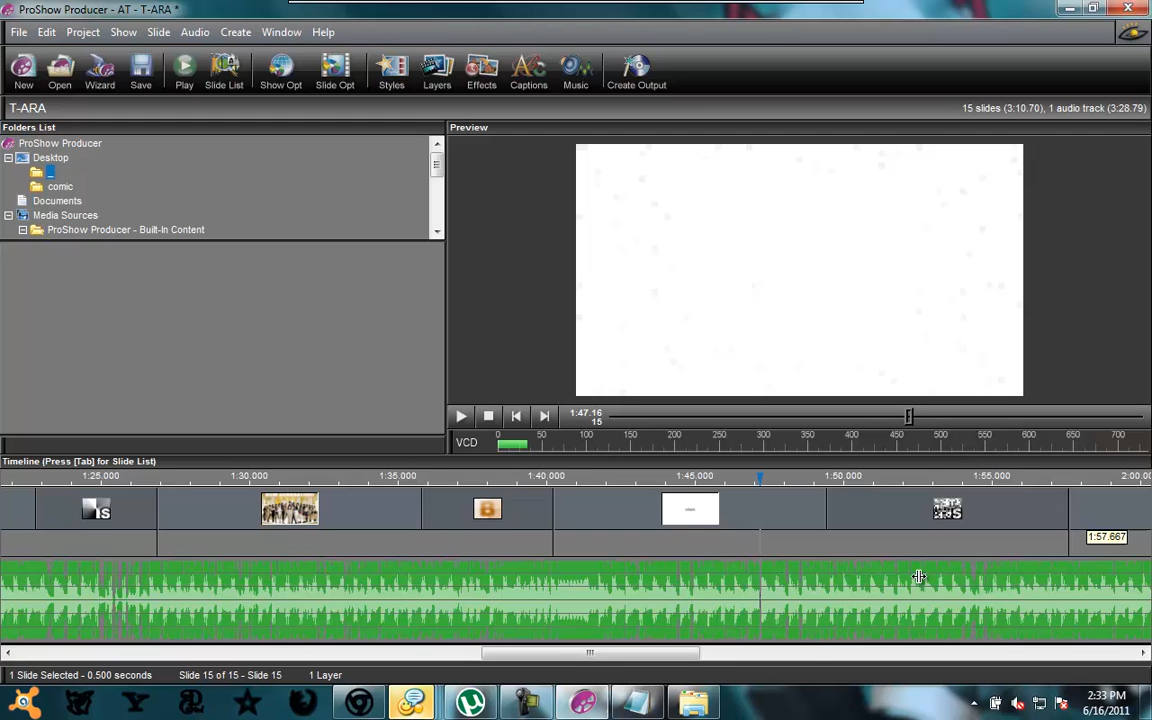 ProShow Producer - AT - T-ARA *
File Edit Project Show Slide Audio Create Window Help
New Open Wizard Save Play Slide List Show Opt Slide Opt Styles Layers Effects Captions Music Create Output
T-ARA 15 slides (3:10.70), 1 audio track (3:28.79)
Folders List
ProShow Producer
Desktop
_
comic
Documents
Media Sources
ProShow Producer - Built-In Content
Preview
1:47.16
15
VCD 0 50 100 150 200 250 300 350 400 450 500 550 600 650 700
Timeline (Press [Tab] for Slide List)
1:25.000 1:30.000 1:35.000 1:40.000 1:45.000 1:50.000 1:55.000 2:00.00
IS B S
1:57.667
1 Slide Selected - 0.500 seconds Slide 15 of 15 - Slide 15 1 Layer
2:33 PM
6/16/2011